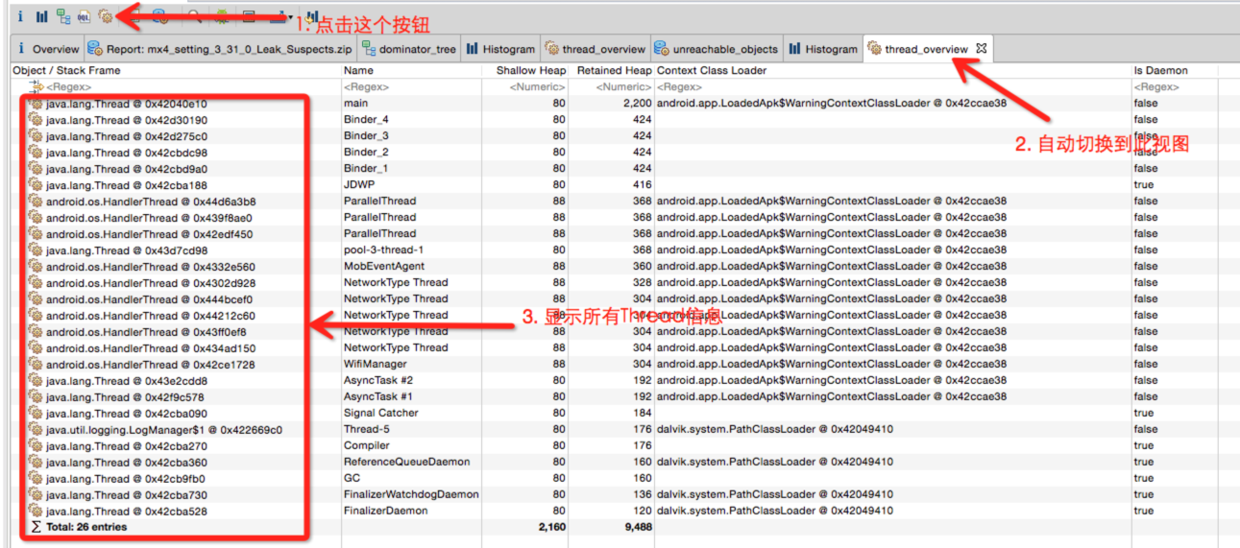 1. 点击这个按钮
i Overview Report: mx4_setting_3_31_0_Leak_Suspects.zip dominator_tree Histogram thread_overview unreachable_objects Histogram thread_overview
Object / Stack Frame Name Shallow Heap Retained Heap Context Class Loader Is Daemon
<Regex> <Regex> <Numeric> <Numeric> <Regex> <Regex>
java.lang.Thread @ 0x42040e10 main 80 2,200 android.app.LoadedApk$WarningContextClassLoader @ 0x42ccae38 false
java.lang.Thread @ 0x42d30190 Binder_4 80 424 false
java.lang.Thread @ 0x42d275c0 Binder_3 80 424 false
2. 自动切换到此视图
java.lang.Thread @ 0x42cbdc98 Binder_2 80 424 false
java.lang.Thread @ 0x42cbd9a0 Binder_1 80 424 false
java.lang.Thread @ 0x42cba188 JDWP 80 416 true
android.os.HandlerThread @ 0x44d6a3b8 ParallelThread 88 368 android.app.LoadedApk$WarningContextClassLoader @ 0x42ccae38 false
android.os.HandlerThread @ 0x439f8ae0 ParallelThread 88 368 android.app.LoadedApk$WarningContextClassLoader @ 0x42ccae38 false
android.os.HandlerThread @ 0x42edf450 ParallelThread 88 368 android.app.LoadedApk$WarningContextClassLoader @ 0x42ccae38 false
java.lang.Thread @ 0x43d7cd98 pool-3-thread-1 80 368 android.app.LoadedApk$WarningContextClassLoader @ 0x42ccae38 false
android.os.HandlerThread @ 0x4332e560 MobEventAgent 88 360 android.app.LoadedApk$WarningContextClassLoader @ 0x42ccae38 false
android.os.HandlerThread @ 0x4302d928 NetworkType Thread 88 328 android.app.LoadedApk$WarningContextClassLoader @ 0x42ccae38 false
android.os.HandlerThread @ 0x444bcef0 NetworkType Thread 88 304 android.app.LoadedApk$WarningContextClassLoader @ 0x42ccae38 false
android.os.HandlerThread @ 0x44212c60 NetworkType Thread 88 304 android.app.LoadedApk$WarningContextClassLoader @ 0x42ccae38 false
3. 显示所有Thread信息
android.os.HandlerThread @ 0x43ff0ef8 NetworkType Thread 88 304 android.app.LoadedApk$WarningContextClassLoader @ 0x42ccae38 false
android.os.HandlerThread @ 0x434ad150 NetworkType Thread 88 304 android.app.LoadedApk$WarningContextClassLoader @ 0x42ccae38 false
android.os.HandlerThread @ 0x42ce1728 WifiManager 88 304 android.app.LoadedApk$WarningContextClassLoader @ 0x42ccae38 false
java.lang.Thread @ 0x43e2cdd8 AsyncTask #2 80 192 android.app.LoadedApk$WarningContextClassLoader @ 0x42ccae38 false
java.lang.Thread @ 0x42f9c578 AsyncTask #1 80 192 android.app.LoadedApk$WarningContextClassLoader @ 0x42ccae38 false
java.lang.Thread @ 0x42cba090 Signal Catcher 80 184 true
java.util.logging.LogManager$1 @ 0x422669c0 Thread-5 80 176 dalvik.system.PathClassLoader @ 0x42049410 false
java.lang.Thread @ 0x42cba270 Compiler 80 176 true
java.lang.Thread @ 0x42cba360 ReferenceQueueDaemon 80 160 dalvik.system.PathClassLoader @ 0x42049410 true
java.lang.Thread @ 0x42cb9fb0 GC 80 160 true
java.lang.Thread @ 0x42cba730 FinalizerWatchdogDaemon 80 136 dalvik.system.PathClassLoader @ 0x42049410 true
java.lang.Thread @ 0x42cba528 FinalizerDaemon 80 120 dalvik.system.PathClassLoader @ 0x42049410 true
Σ Total: 26 entries 2,160 9,488